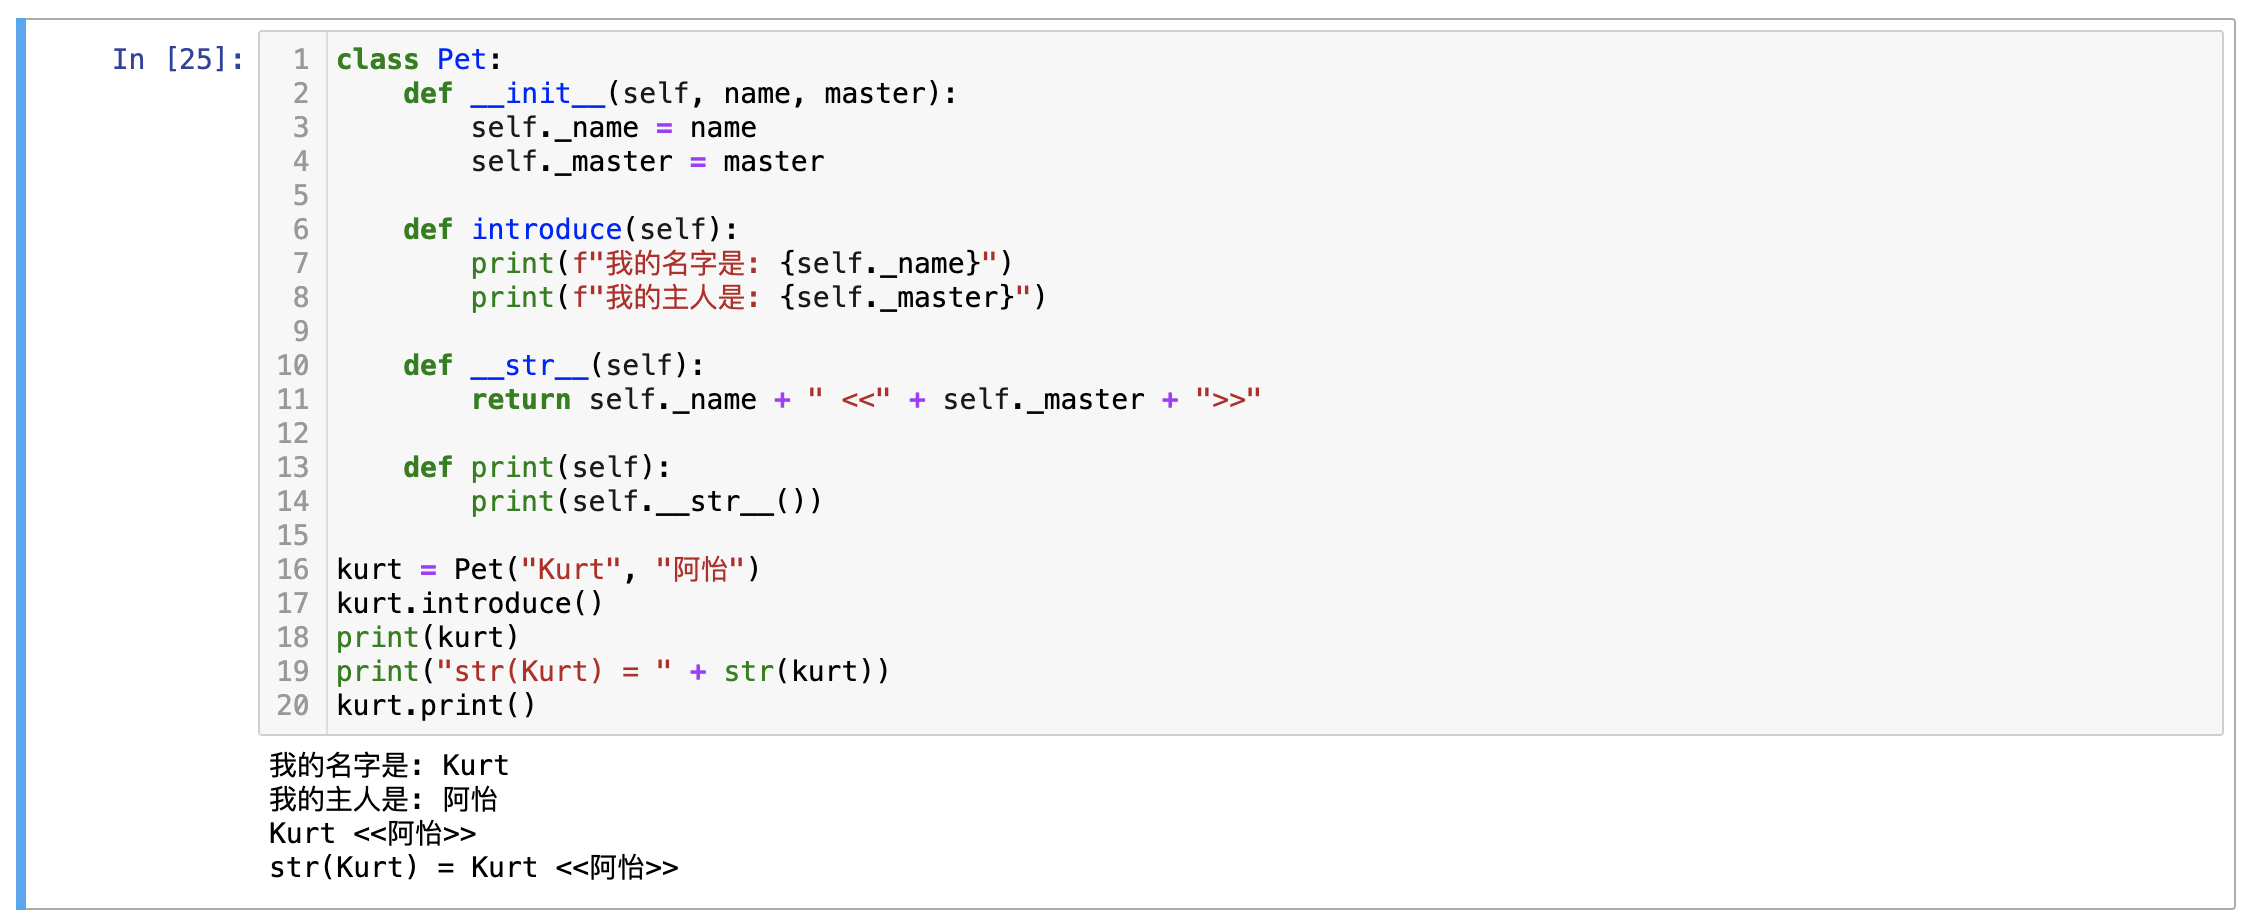 In [25]:
1 class Pet:
2     def __init__(self, name, master):
3         self._name = name
4         self._master = master
5
6     def introduce(self):
7         print(f"我的名字是: {self._name}")
8         print(f"我的主人是: {self._master}")
9
10     def __str__(self):
11         return self._name + " <<" + self._master + ">>"
12
13     def print(self):
14         print(self.__str__())
15
16 kurt = Pet("Kurt", "阿怡")
17 kurt.introduce()
18 print(kurt)
19 print("str(Kurt) = " + str(kurt))
20 kurt.print()
我的名字是: Kurt
我的主人是: 阿怡
Kurt <<阿怡>>
str(Kurt) = Kurt <<阿怡>>